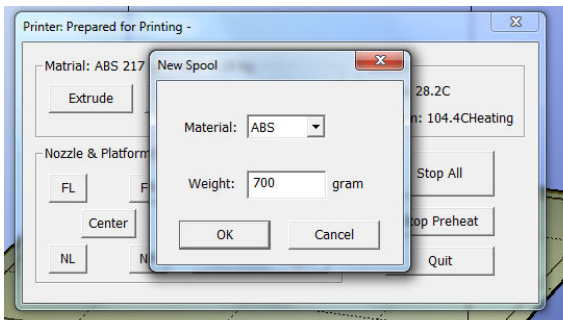 Printer: Prepared for Printing -
Matrial: ABS 217
New Spool
Extrude
28.2C
Material: ABS
104.4CHeating
Nozzle & Platform
Stop All
FL
Weight: 700 gram
Center
Preheat
OK
Cancel
NL
Quit